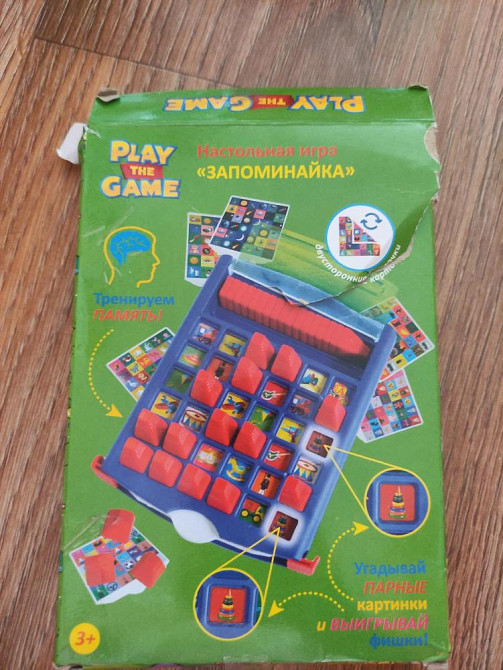 PLAY THE GAME
PLAY
THE
GAME
Настольная игра
«ЗАПОМИНАЙКА»
двусторонние карточки
Тренируем
ПАМЯТЬ!
Угадывай
ПАРНЫЕ
картинки
и ВЫИГРЫВАЙ
фишки!
3+